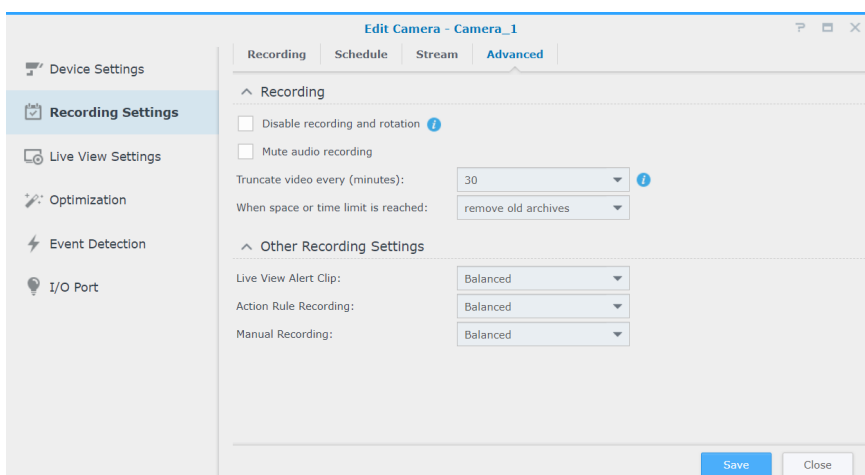 Edit Camera - Camera_1
Device Settings
Recording Settings
Live View Settings
Optimization
Event Detection
I/O Port
Recording Schedule Stream Advanced
Recording
Disable recording and rotation
Mute audio recording
Truncate video every (minutes): 30
When space or time limit is reached: remove old archives
Other Recording Settings
Live View Alert Clip: Balanced
Action Rule Recording: Balanced
Manual Recording: Balanced
Save Close